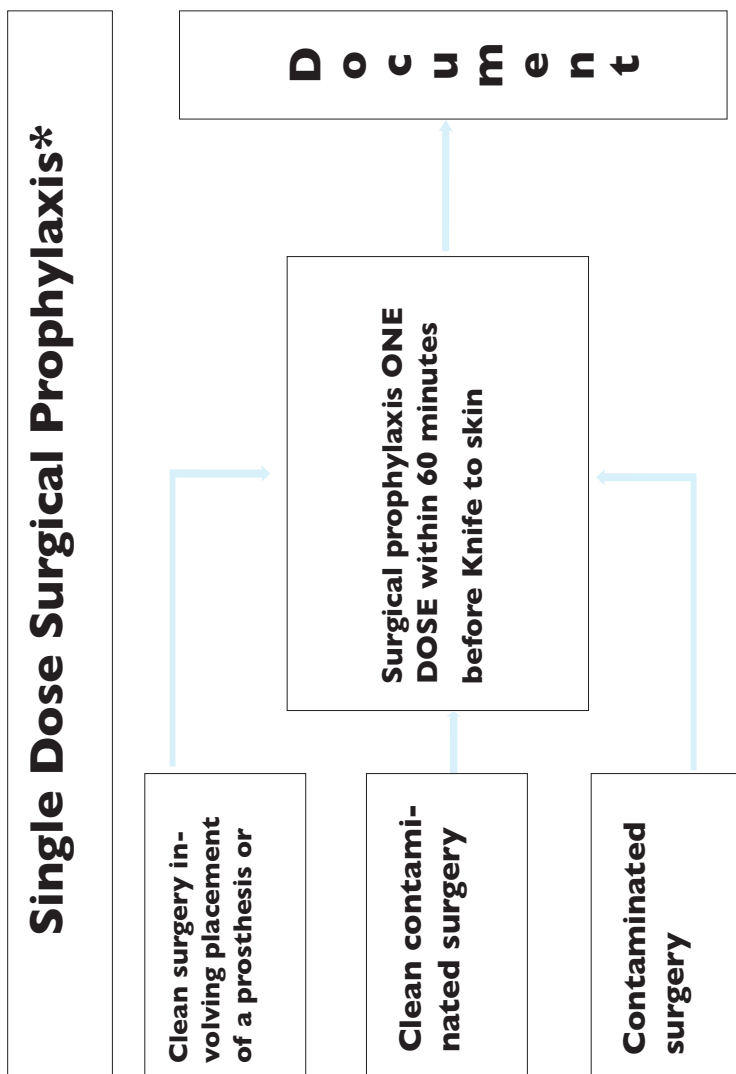 Single Dose Surgical Prophylaxis*
Clean surgery in-
volving placement
of a prosthesis or
Clean contami-
nated surgery
Contaminated
surgery
Surgical prophylaxis ONE
DOSE within 60 minutes
before Knife to skin
Document